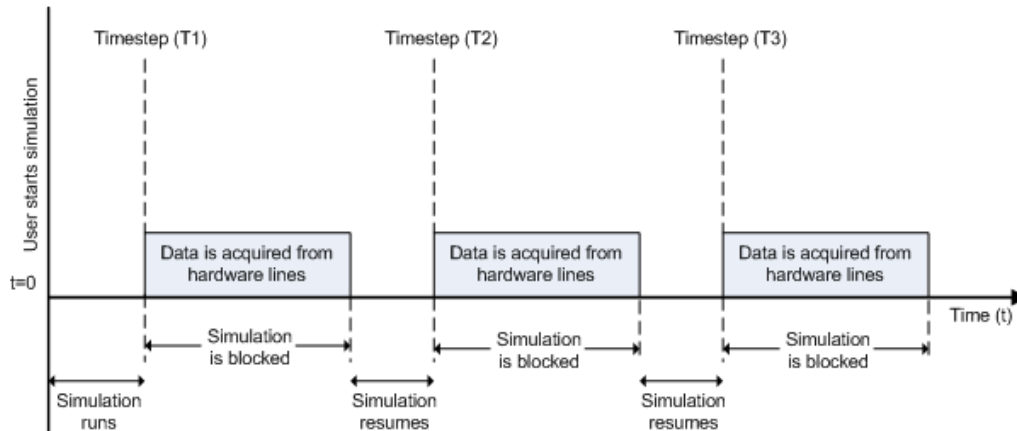 Timestep (T1)
Timestep (T2)
Timestep (T3)
User starts simulation
Data is acquired from
hardware lines
Data is acquired from
hardware lines
Data is acquired from
hardware lines
t=0
Time (t)
Simulation
is blocked
Simulation
is blocked
Simulation
is blocked
Simulation
runs
Simulation
resumes
Simulation
resumes